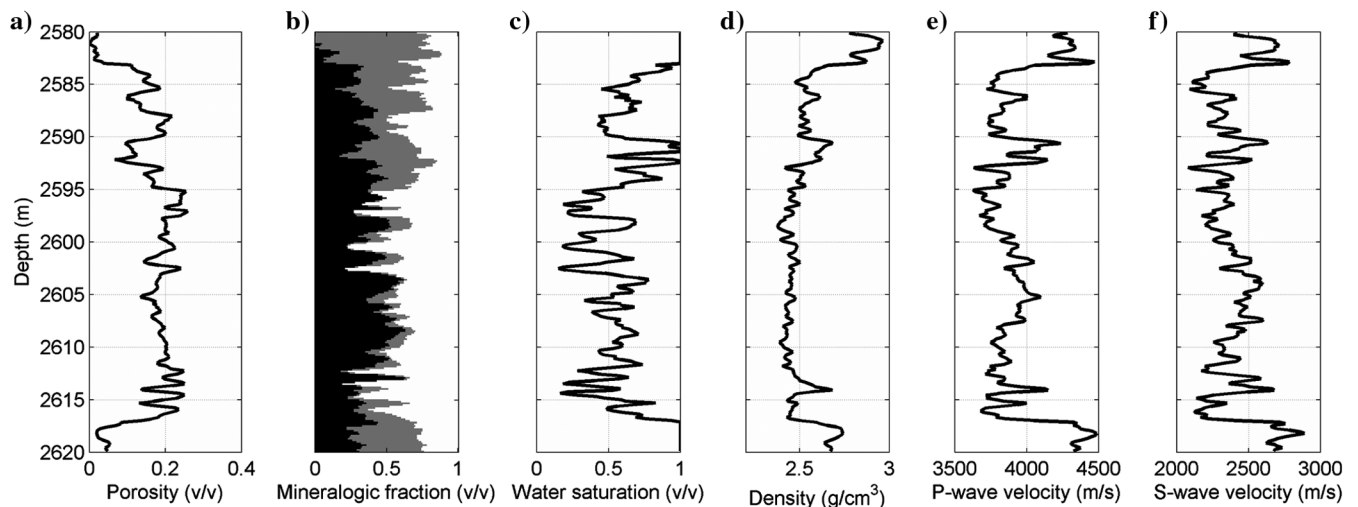 a) b) c) d) e) f)
2580
2585
2590
2595
2600
2605
2610
2615
2620
Depth (m)
0 0.2 0.4
Porosity (v/v)
0 0.5 1
Mineralogic fraction (v/v)
0 0.5 1
Water saturation (v/v)
2.5 3
Density (g/cm³)
3500 4000 4500
P-wave velocity (m/s)
2000 2500 3000
S-wave velocity (m/s)